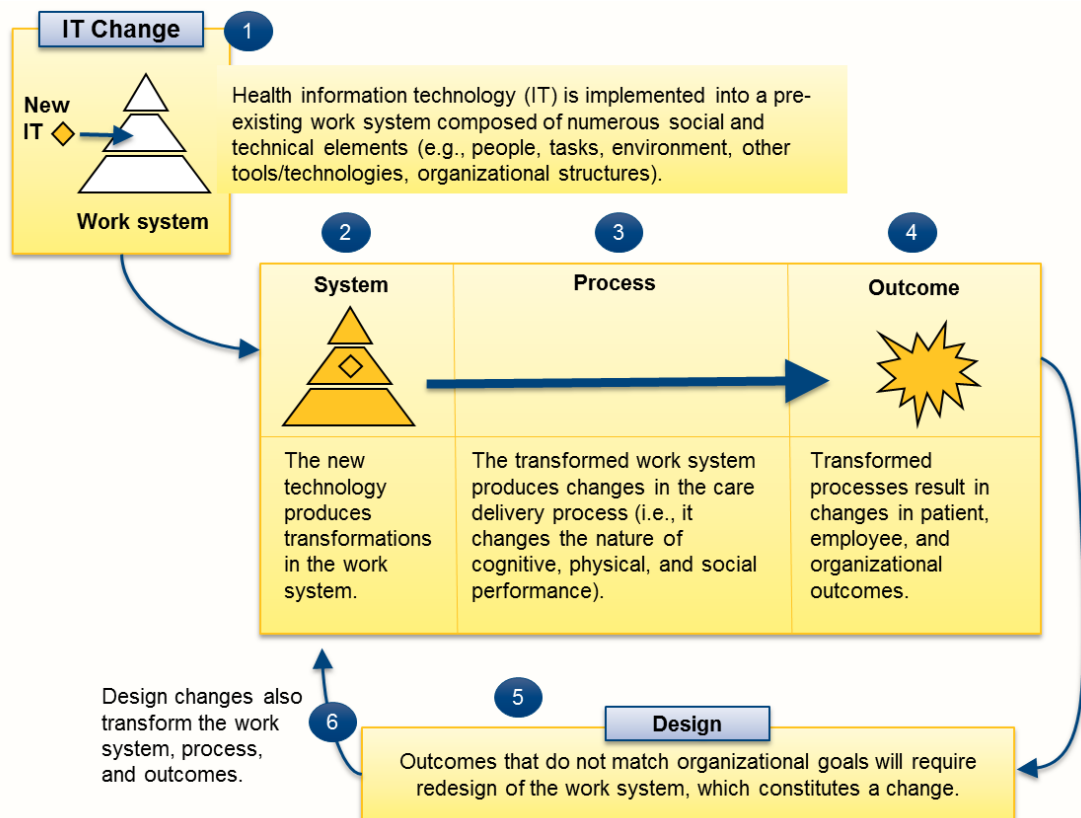 IT Change
1
New
IT
Work system
Health information technology (IT) is implemented into a pre-
existing work system composed of numerous social and
technical elements (e.g., people, tasks, environment, other
tools/technologies, organizational structures).
2
3
4
System
Process
Outcome
The new
technology
produces
transformations
in the work
system.
The transformed work system
produces changes in the care
delivery process (i.e., it
changes the nature of
cognitive, physical, and social
performance).
Transformed
processes result in
changes in patient,
employee, and
organizational
outcomes.
5
Design
Outcomes that do not match organizational goals will require
redesign of the work system, which constitutes a change.
6
Design changes also
transform the work
system, process,
and outcomes.